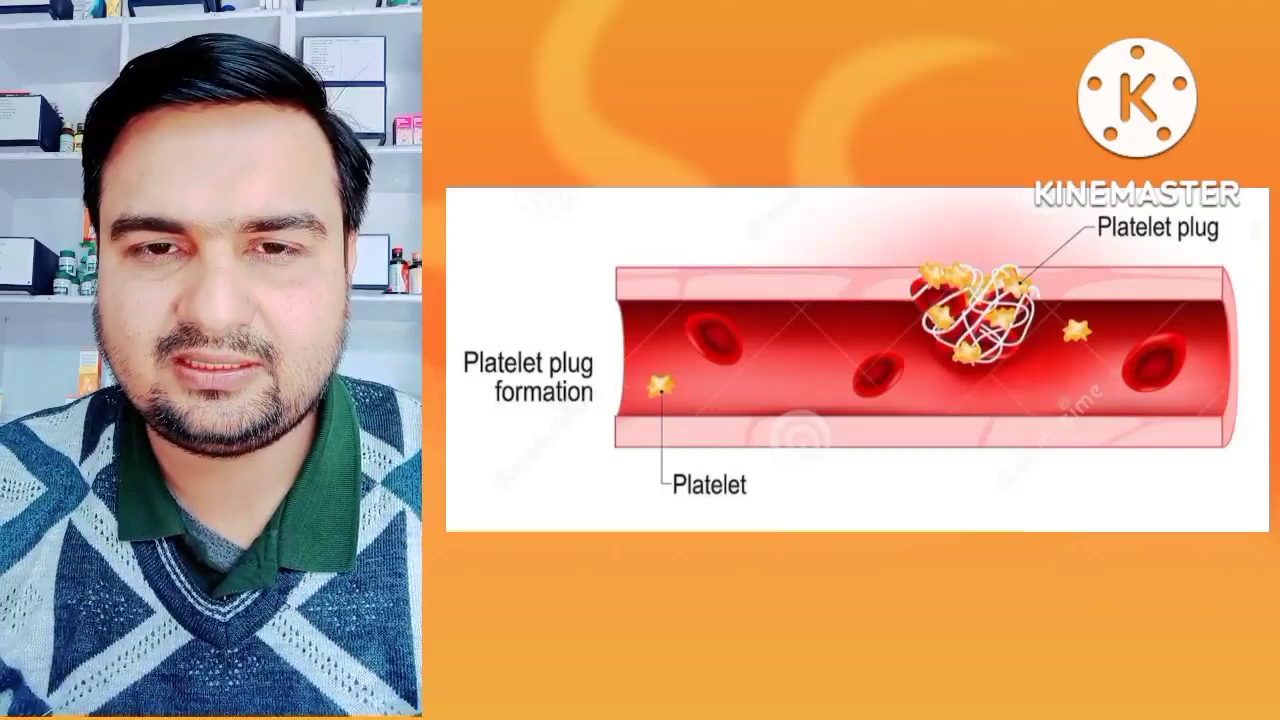 K
KINEMASTER
Platelet plug
Platelet plug
formation
Platelet